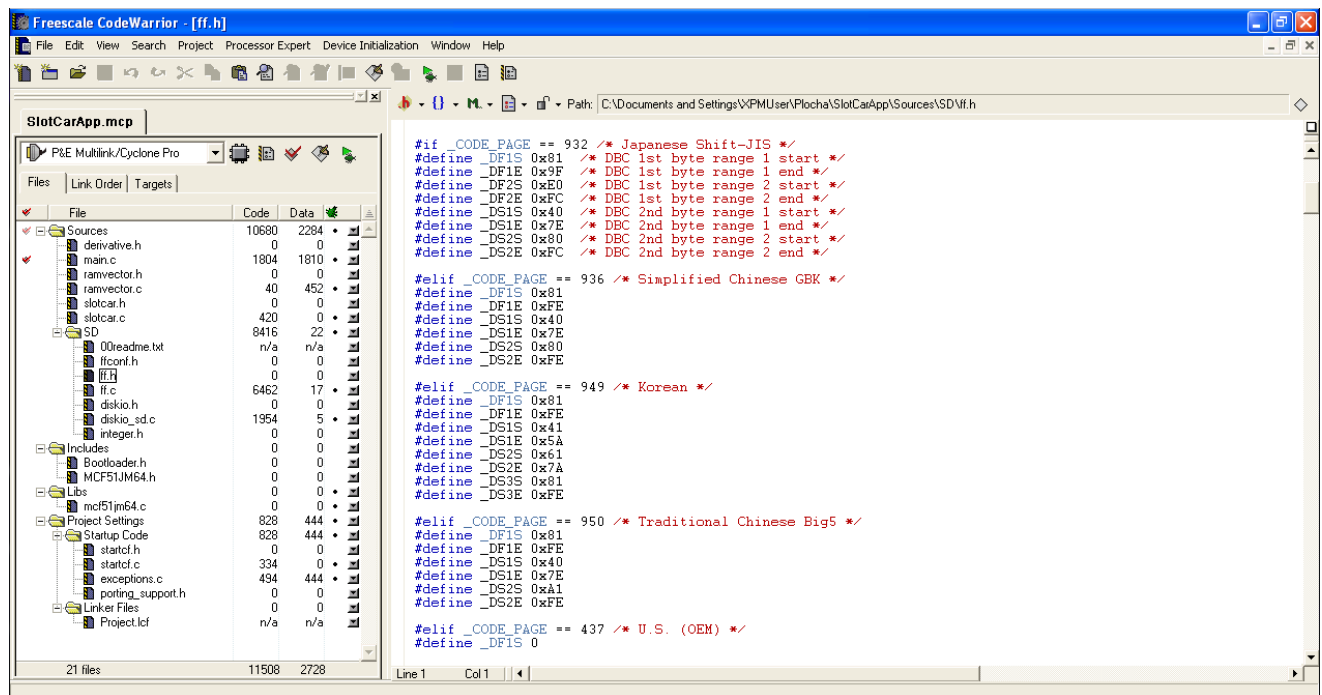 Freescale CodeWarrior - [ff.h]
File Edit View Search Project Processor Expert Device Initialization Window Help
SlotCarApp.mcp
P&E Multilink/Cyclone Pro
Files Link Order Targets
File Code Data
Sources 10680 2284
derivative.h 0 0
main.c 1804 1810
ramvector.h 0 0
ramvector.c 40 452
slotcar.h 0 0
slotcar.c 420 0
SD 8416 22
00readme.txt n/a n/a
ffconf.h 0 0
ff.h 0 0
ff.c 6462 17
diskio.h 0 0
diskio_sd.c 1954 5
integer.h 0 0
Includes 0 0
Bootloader.h 0 0
MCF51JM64.h 0 0
Libs 0 0
mcf51jm64.c 0 0
Project Settings 828 444
Startup Code 828 444
startcf.h 0 0
startcf.c 334 0
exceptions.c 494 444
porting_support.h 0 0
Linker Files 0 0
Project.lcf n/a n/a
21 files 11508 2728
h {} M. Path: C:\Documents and Settings\XPMUser\Plocha\SlotCarApp\Sources\SD\ff.h
#if _CODE_PAGE == 932 /* Japanese Shift-JIS */
#define _DF1S 0x81 /* DBC 1st byte range 1 start */
#define _DF1E 0x9F /* DBC 1st byte range 1 end */
#define _DF2S 0xE0 /* DBC 1st byte range 2 start */
#define _DF2E 0xFC /* DBC 1st byte range 2 end */
#define _DS1S 0x40 /* DBC 2nd byte range 1 start */
#define _DS1E 0x7E /* DBC 2nd byte range 1 end */
#define _DS2S 0x80 /* DBC 2nd byte range 2 start */
#define _DS2E 0xFC /* DBC 2nd byte range 2 end */
#elif _CODE_PAGE == 936 /* Simplified Chinese GBK */
#define _DF1S 0x81
#define _DF1E 0xFE
#define _DS1S 0x40
#define _DS1E 0x7E
#define _DS2S 0x80
#define _DS2E 0xFE
#elif _CODE_PAGE == 949 /* Korean */
#define _DF1S 0x81
#define _DF1E 0xFE
#define _DS1S 0x41
#define _DS1E 0x5A
#define _DS2S 0x61
#define _DS2E 0x7A
#define _DS3S 0x81
#define _DS3E 0xFE
#elif _CODE_PAGE == 950 /* Traditional Chinese Big5 */
#define _DF1S 0x81
#define _DF1E 0xFE
#define _DS1S 0x40
#define _DS1E 0x7E
#define _DS2S 0xA1
#define _DS2E 0xFE
#elif _CODE_PAGE == 437 /* U.S. (OEM) */
#define _DF1S 0
Line 1 Col 1